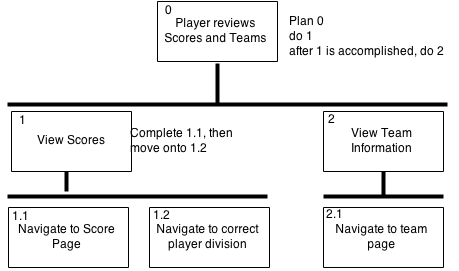 0
Player reviews
Scores and Teams
Plan 0
do 1
after 1 is accomplished, do 2
1
View Scores
Complete 1.1, then
move onto 1.2
2
View Team
Information
1.1
Navigate to Score
Page
1.2
Navigate to correct
player division
2.1
Navigate to team
page